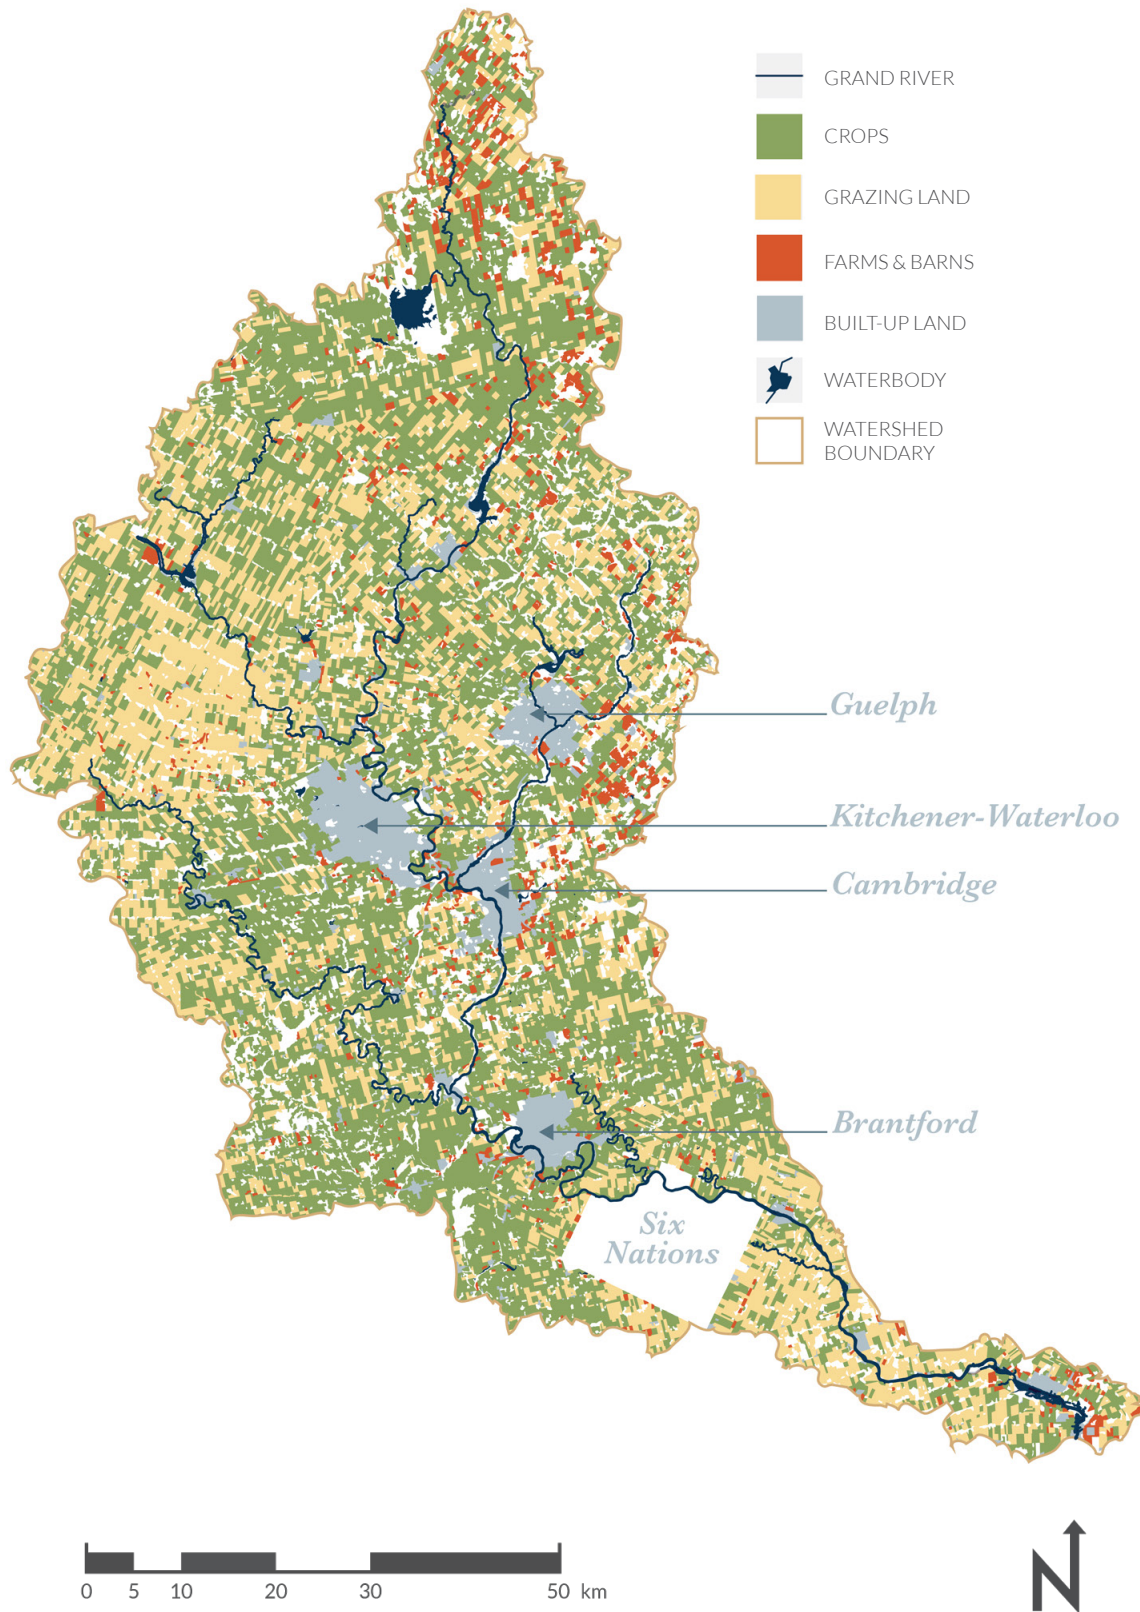 GRAND RIVER
CROPS
GRAZING LAND
FARMS & BARNS
BUILT-UP LAND
WATERBODY
WATERSHED
BOUNDARY
Guelph
Kitchener-Waterloo
Cambridge
Brantford
Six
Nations
0 5 10 20 30 50 km
N